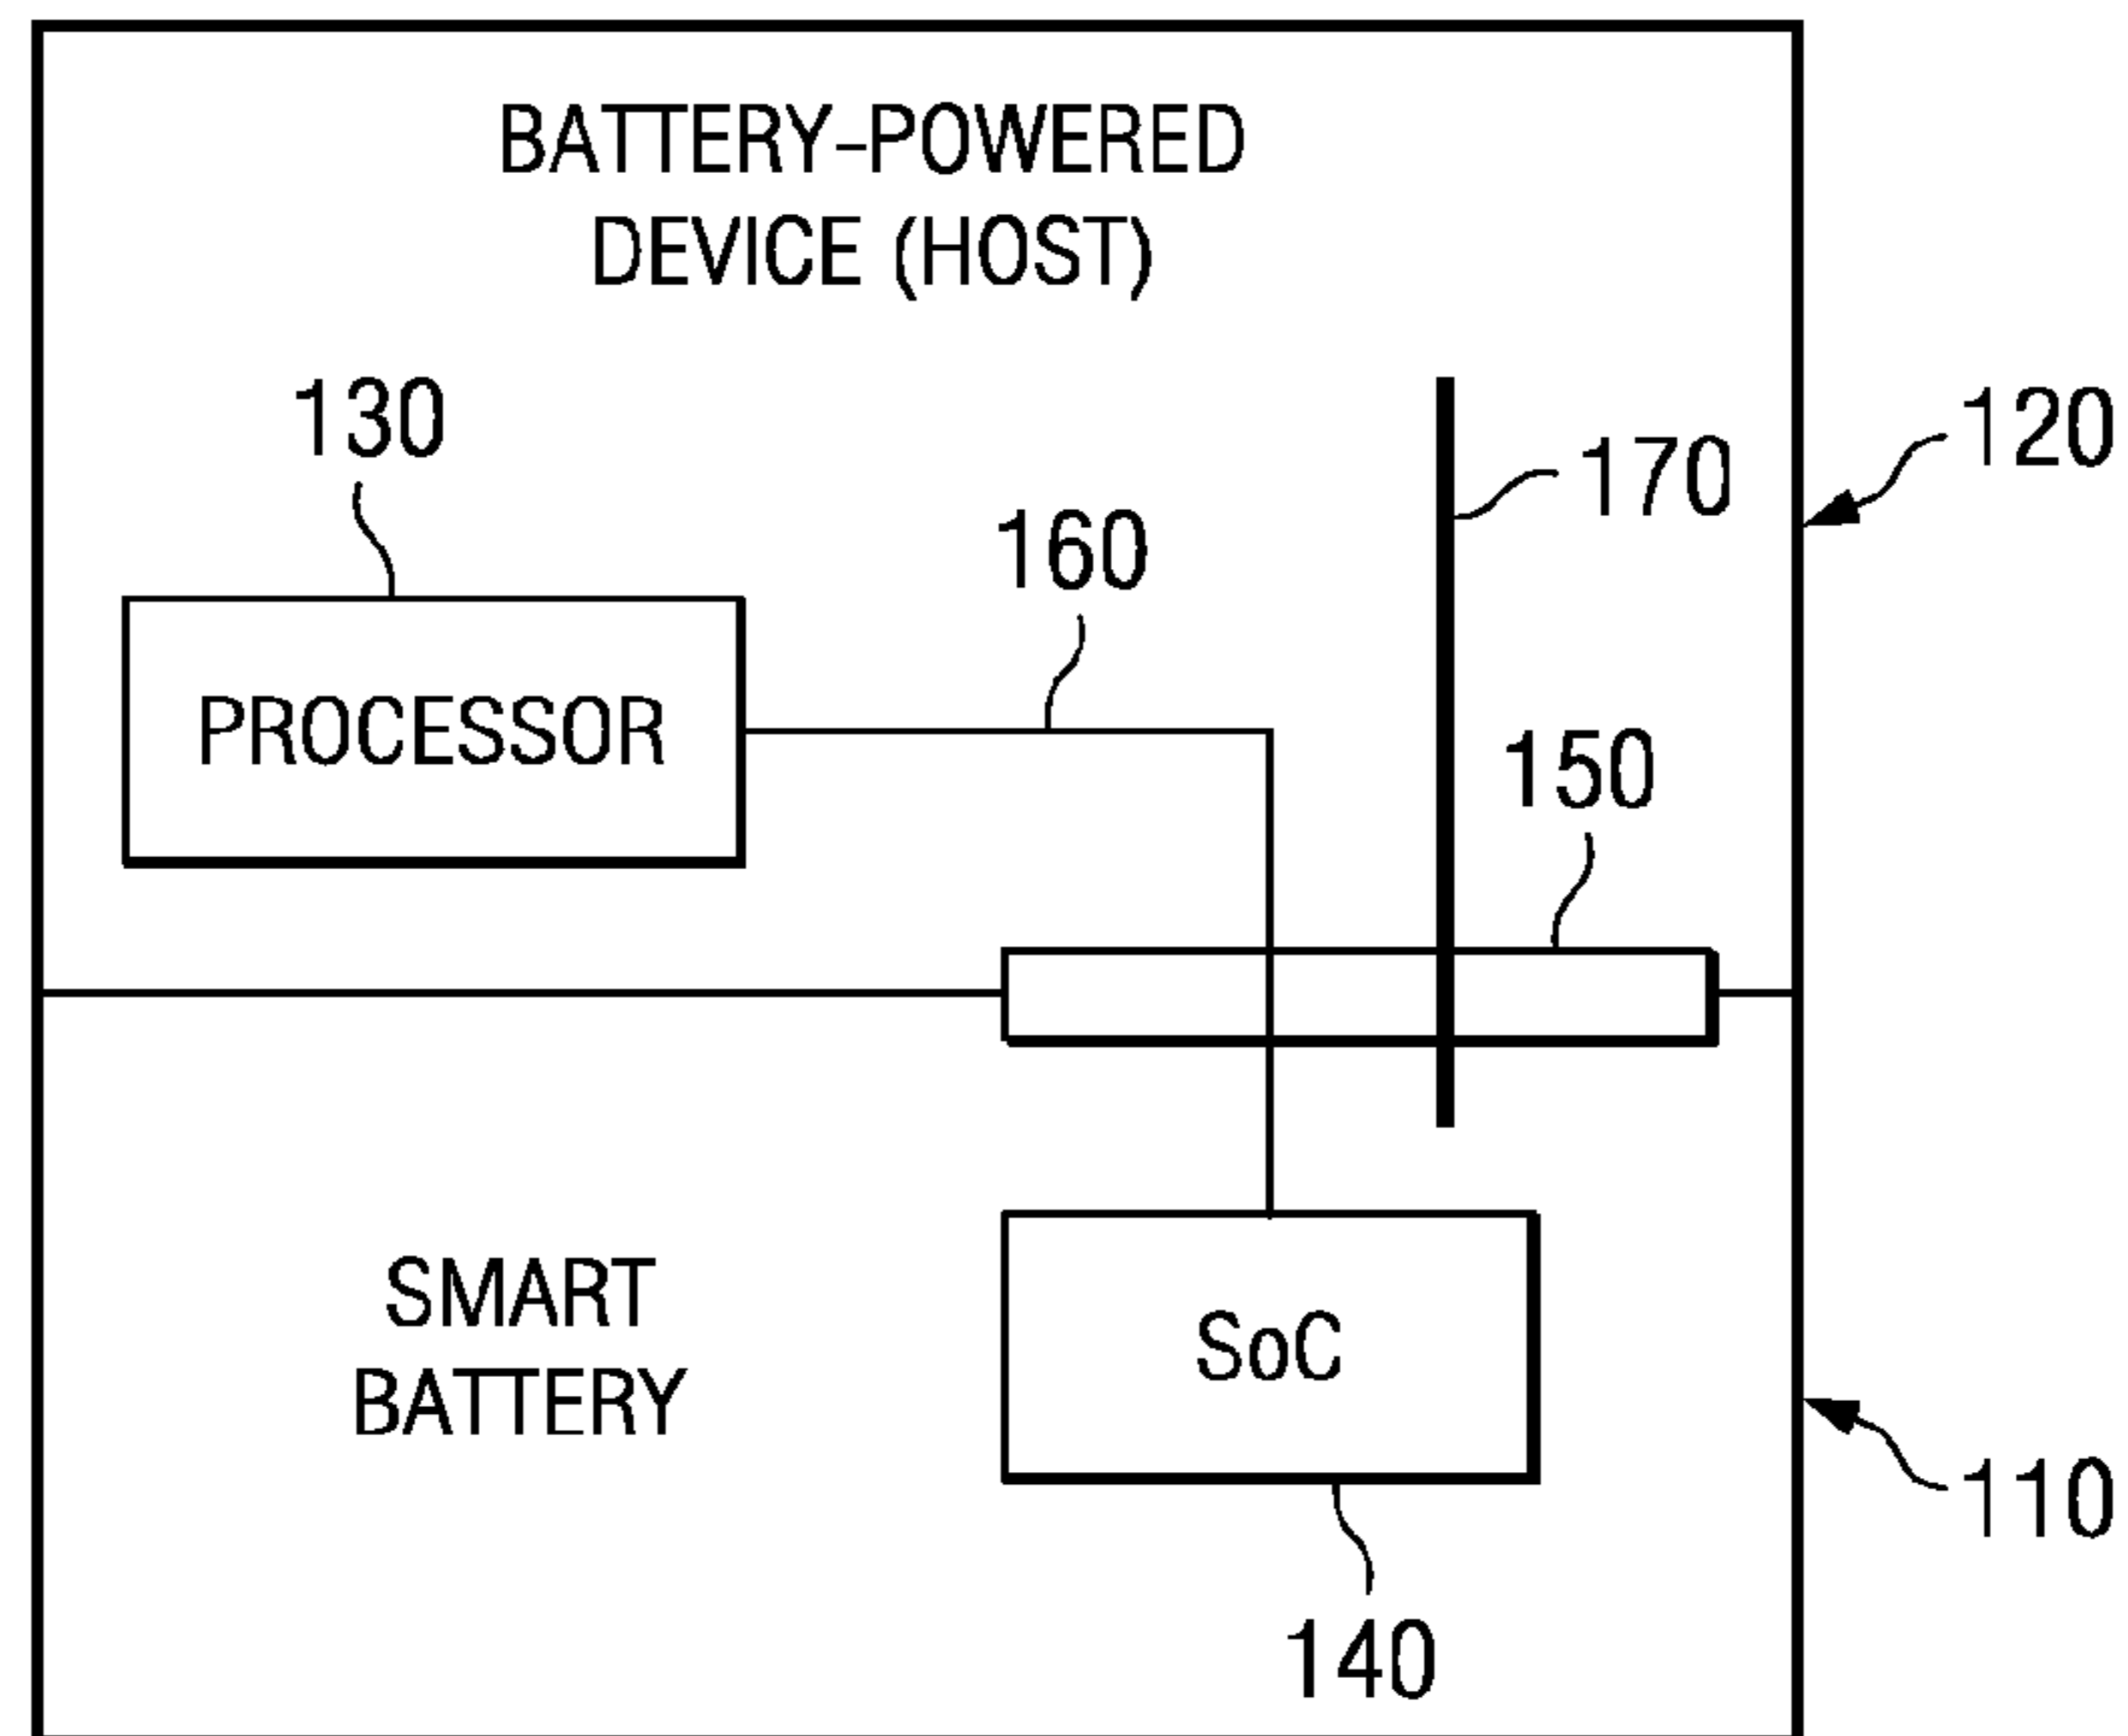 BATTERY-POWERED
DEVICE (HOST)
130
120
170
160
PROCESSOR
150
SMART
BATTERY
SoC
110
140